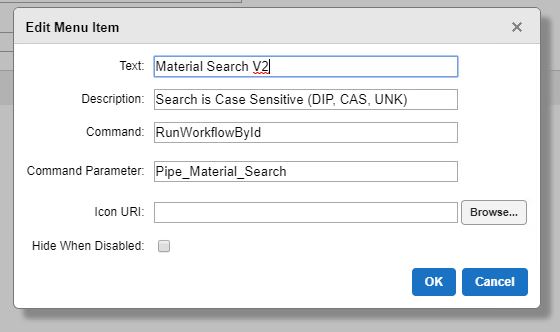 Edit Menu Item
Text: Material Search V2
Description: Search is Case Sensitive (DIP, CAS, UNK)
Command: RunWorkflowById
Command Parameter: Pipe_Material_Search
Icon URI: Browse...
Hide When Disabled:
OK Cancel